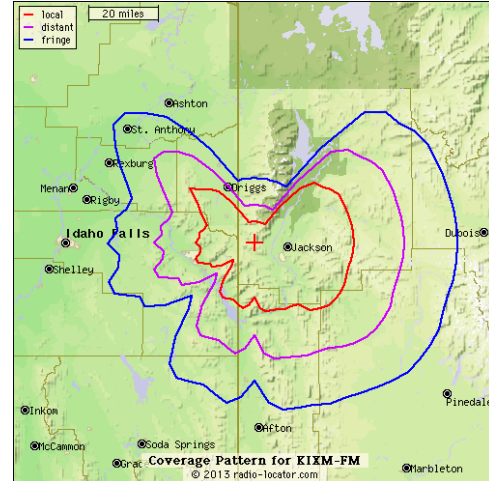 local
distant
fringe
20 miles
Ashton
St. Anthony
Rexburg
Menan
Rigby
Driggs
Idaho Falls
Jackson
Dubois
Shelley
Pinedale
Inkom
Afton
McCammon
Soda Springs
Grac
Marbleton
Coverage Pattern for KIXM-FM
© 2013 radio-locator.com